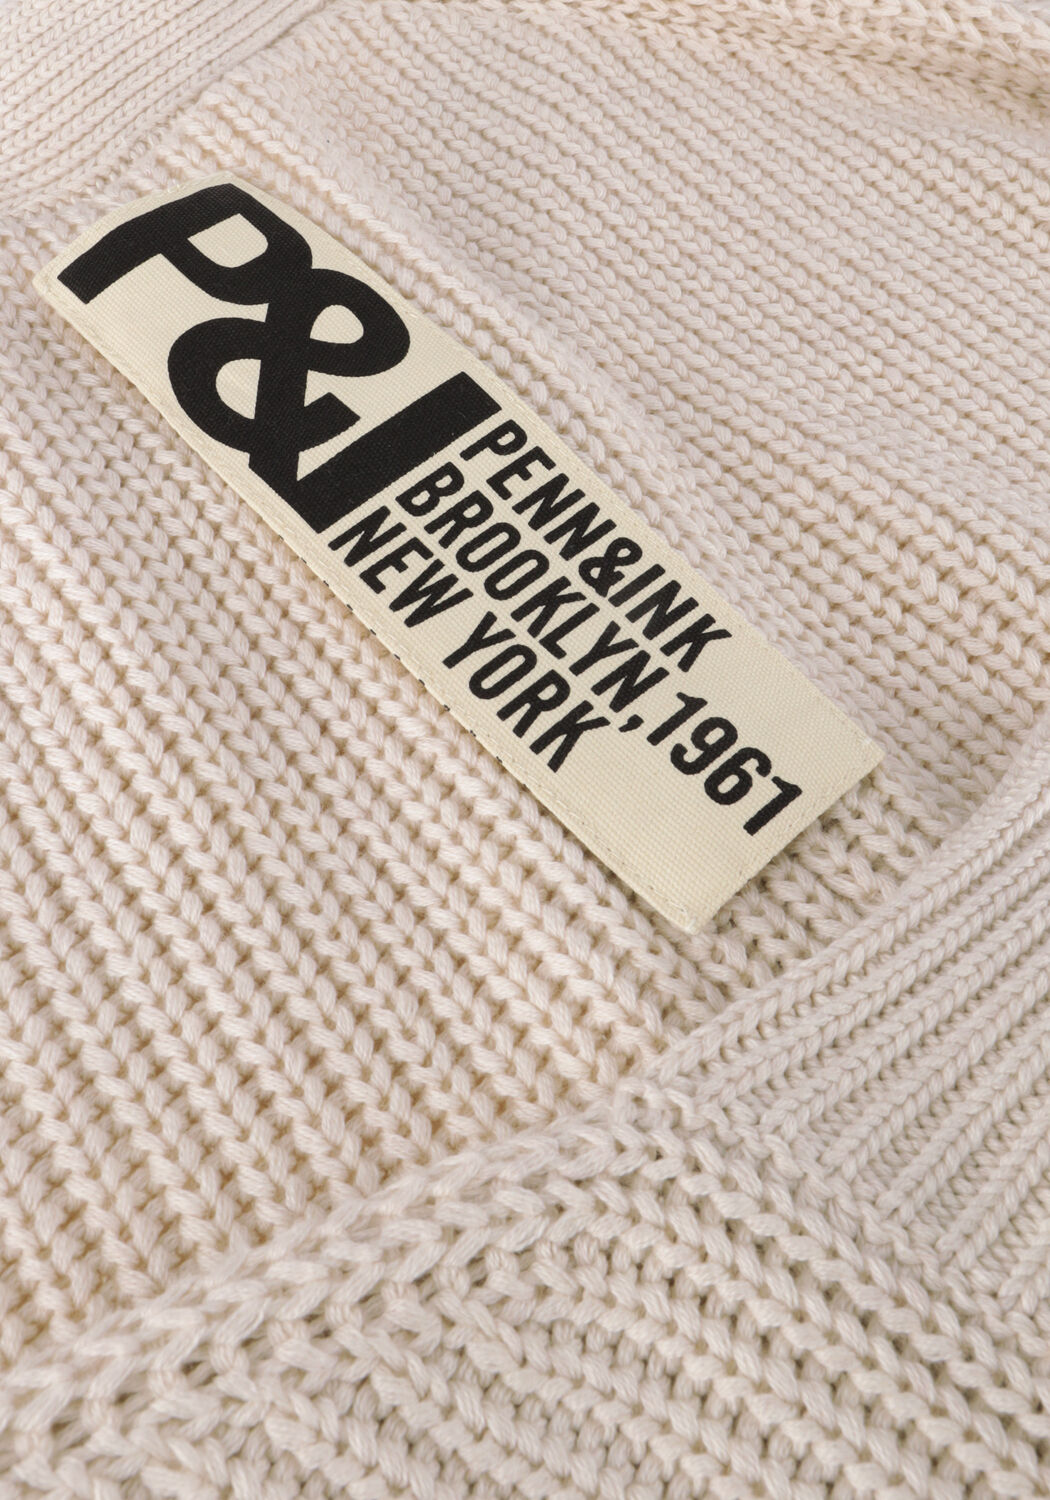 P&I
PENN&INK
BROOKLYN, 1961
NEW YORK